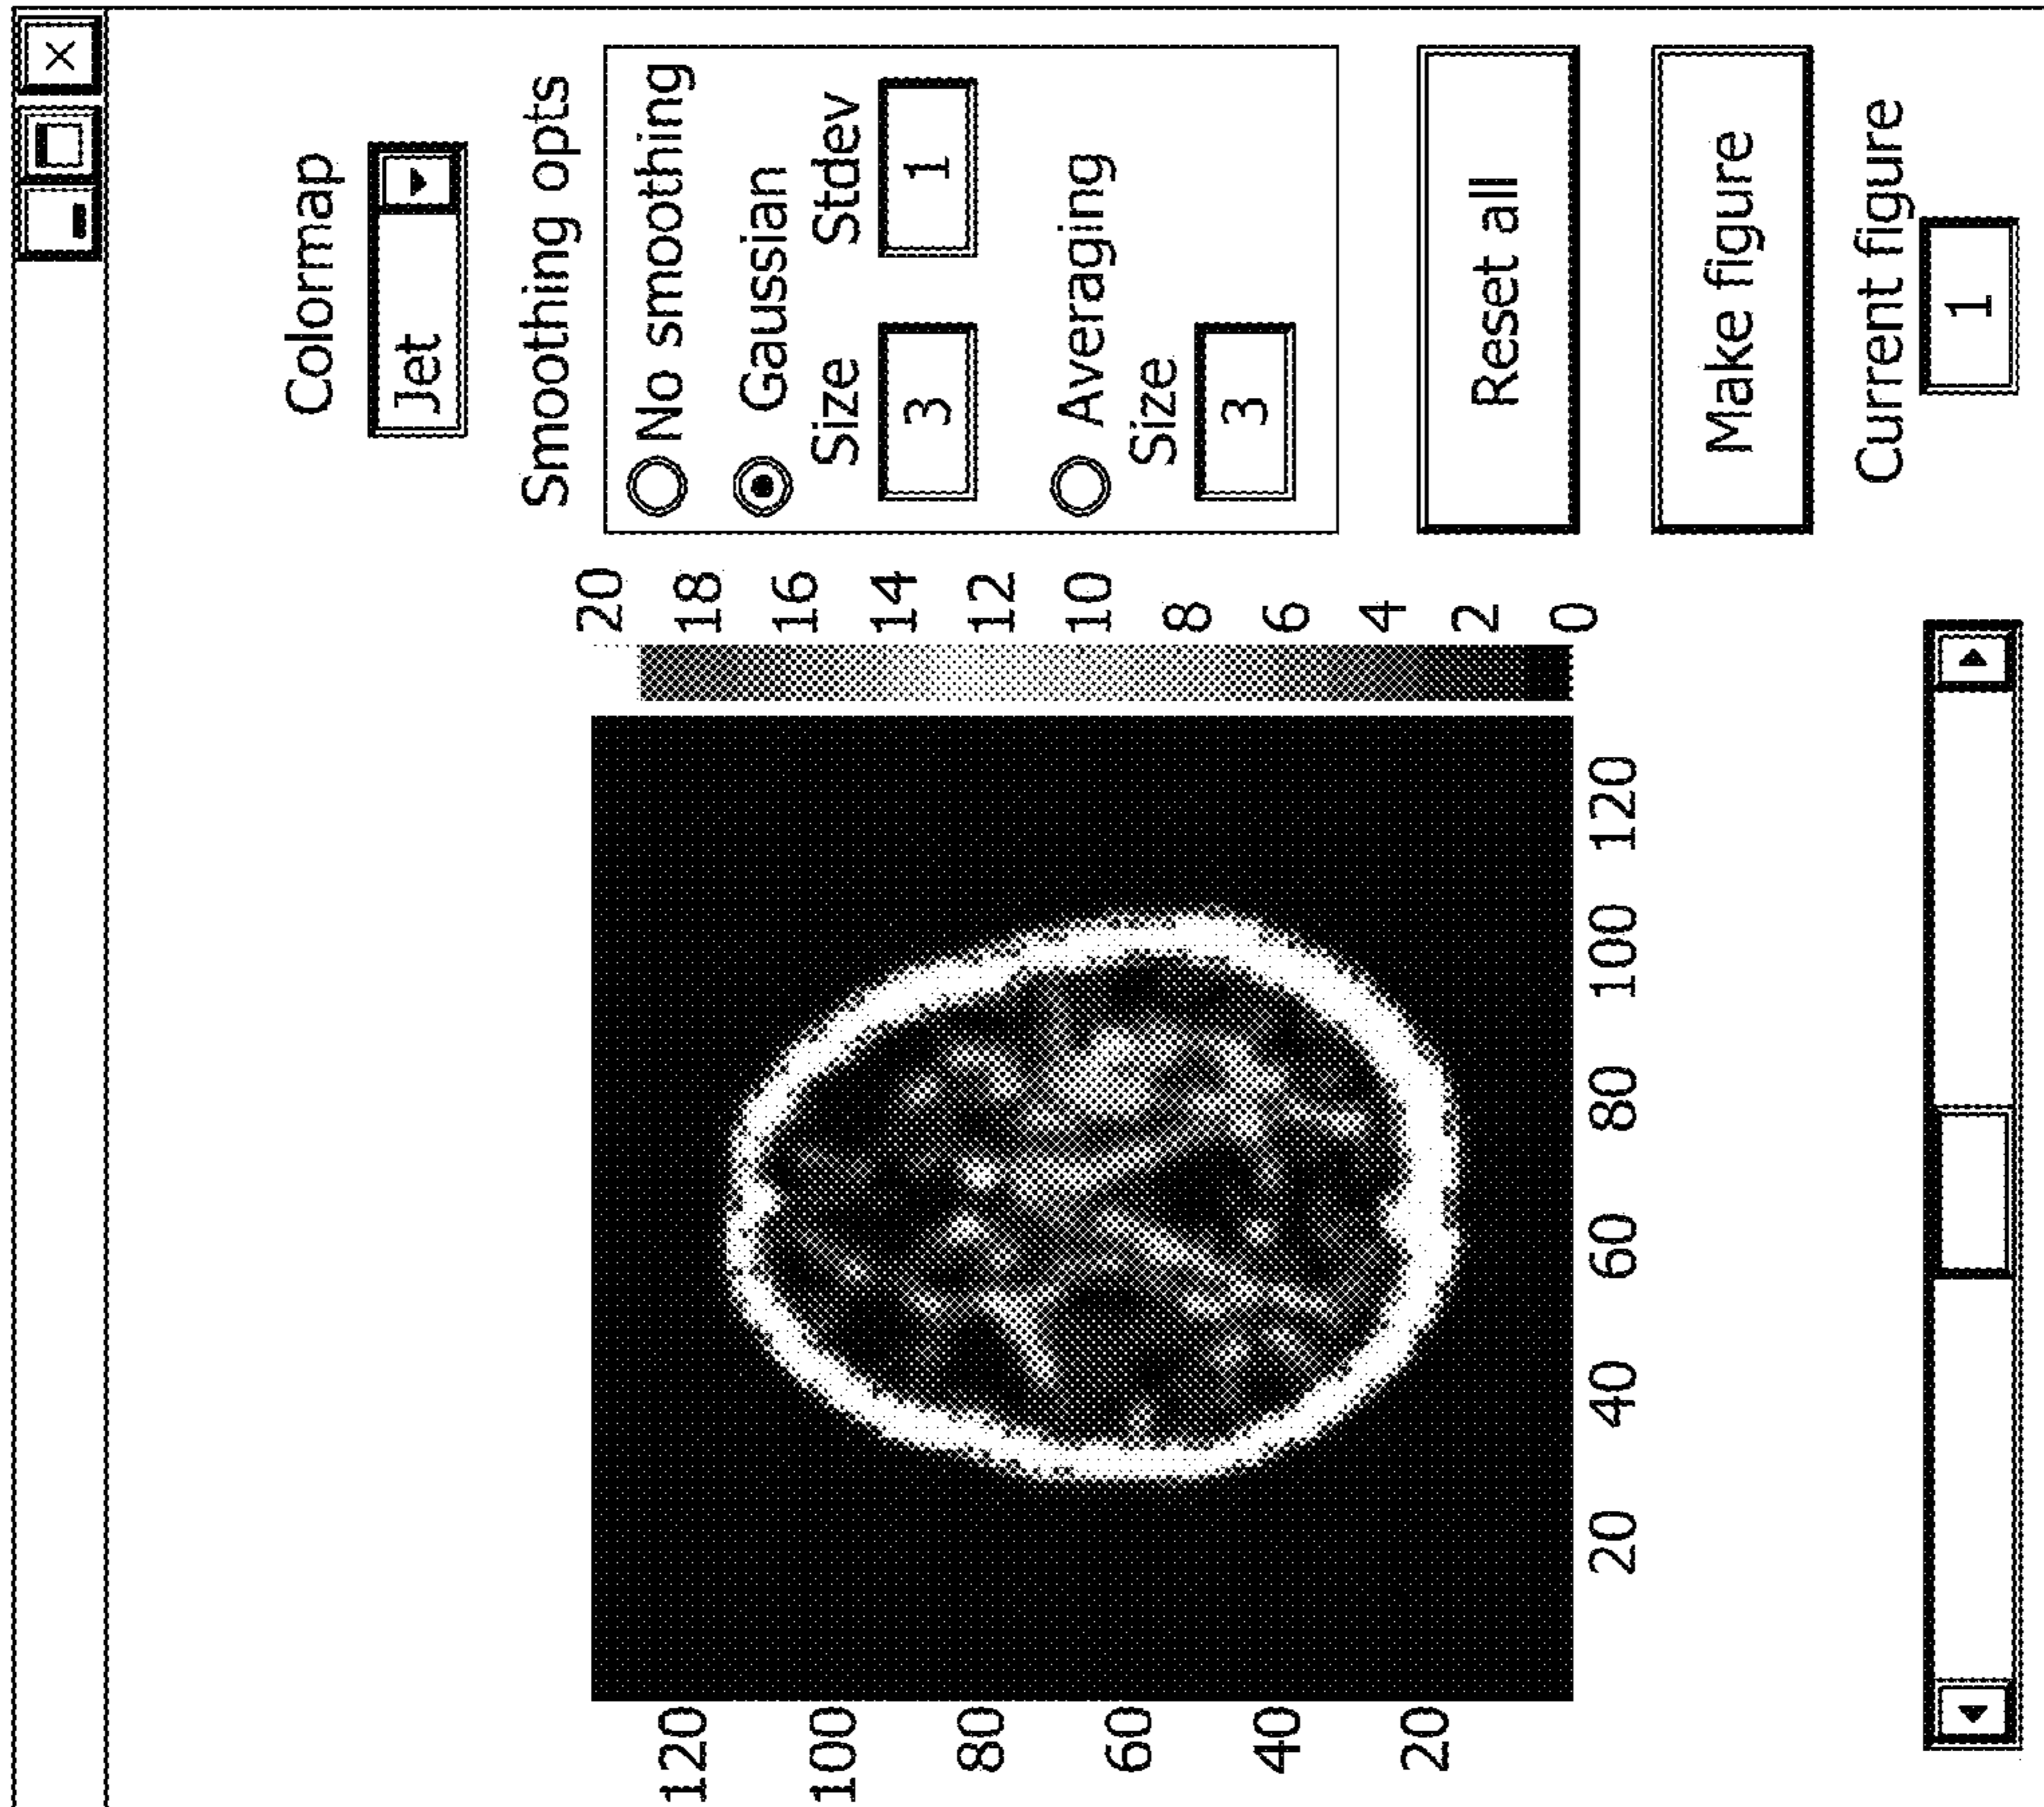 Colormap
Jet
Smoothing opts
No smoothing
Gaussian
Size Stdev
3 1
Averaging
Size
3
Reset all
Make figure
Current figure
1
20
18
16
14
12
10
8
6
4
2
0
120
100
80
60
40
20
20 40 60 80 100 120